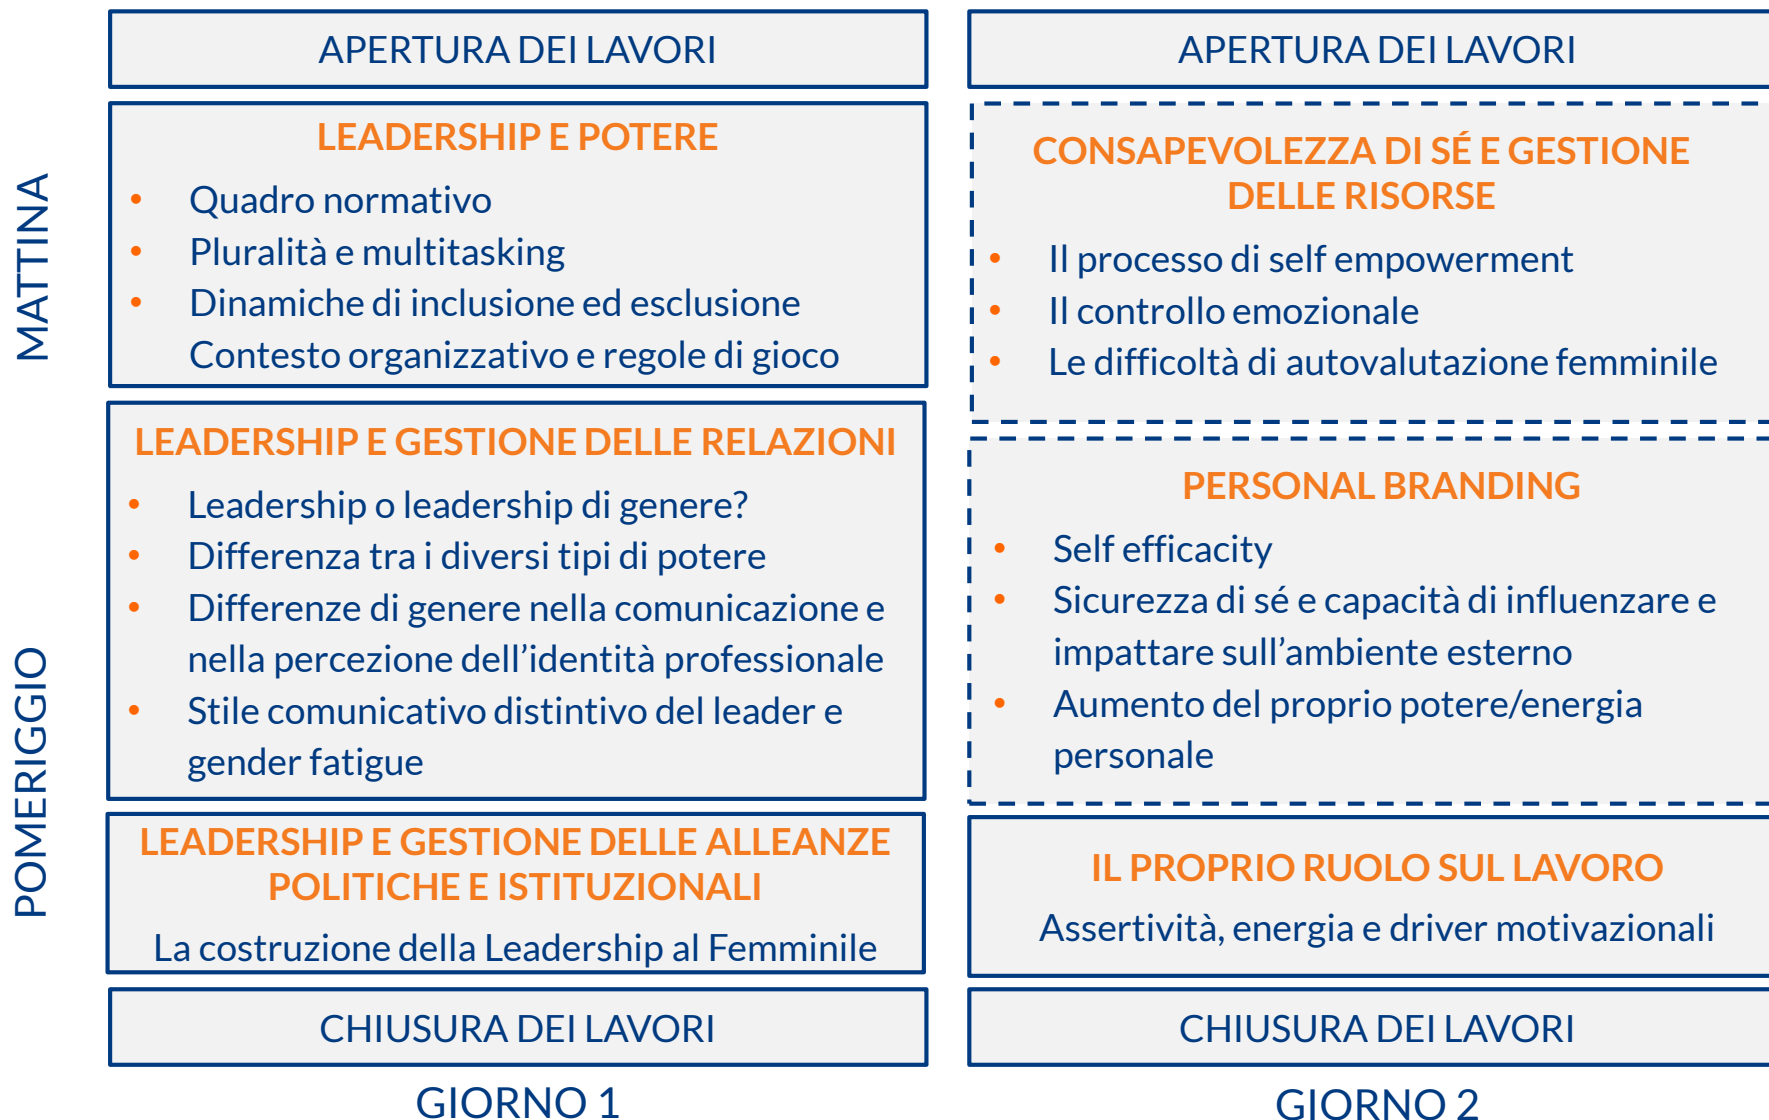 MATTINA
POMERIGGIO
APERTURA DEI LAVORI
LEADERSHIP E POTERE
• Quadro normativo
• Pluralità e multitasking
• Dinamiche di inclusione ed esclusione
Contesto organizzativo e regole di gioco
LEADERSHIP E GESTIONE DELLE RELAZIONI
• Leadership o leadership di genere?
• Differenza tra i diversi tipi di potere
• Differenze di genere nella comunicazione e
nella percezione dell’identità professionale
• Stile comunicativo distintivo del leader e
gender fatigue
LEADERSHIP E GESTIONE DELLE ALLEANZE
POLITICHE E ISTITUZIONALI
La costruzione della Leadership al Femminile
CHIUSURA DEI LAVORI
GIORNO 1
APERTURA DEI LAVORI
CONSAPEVOLEZZA DI SÉ E GESTIONE
DELLE RISORSE
• Il processo di self empowerment
• Il controllo emozionale
• Le difficoltà di autovalutazione femminile
PERSONAL BRANDING
• Self efficacity
• Sicurezza di sé e capacità di influenzare e
impattare sull’ambiente esterno
• Aumento del proprio potere/energia
personale
IL PROPRIO RUOLO SUL LAVORO
Assertività, energia e driver motivazionali
CHIUSURA DEI LAVORI
GIORNO 2